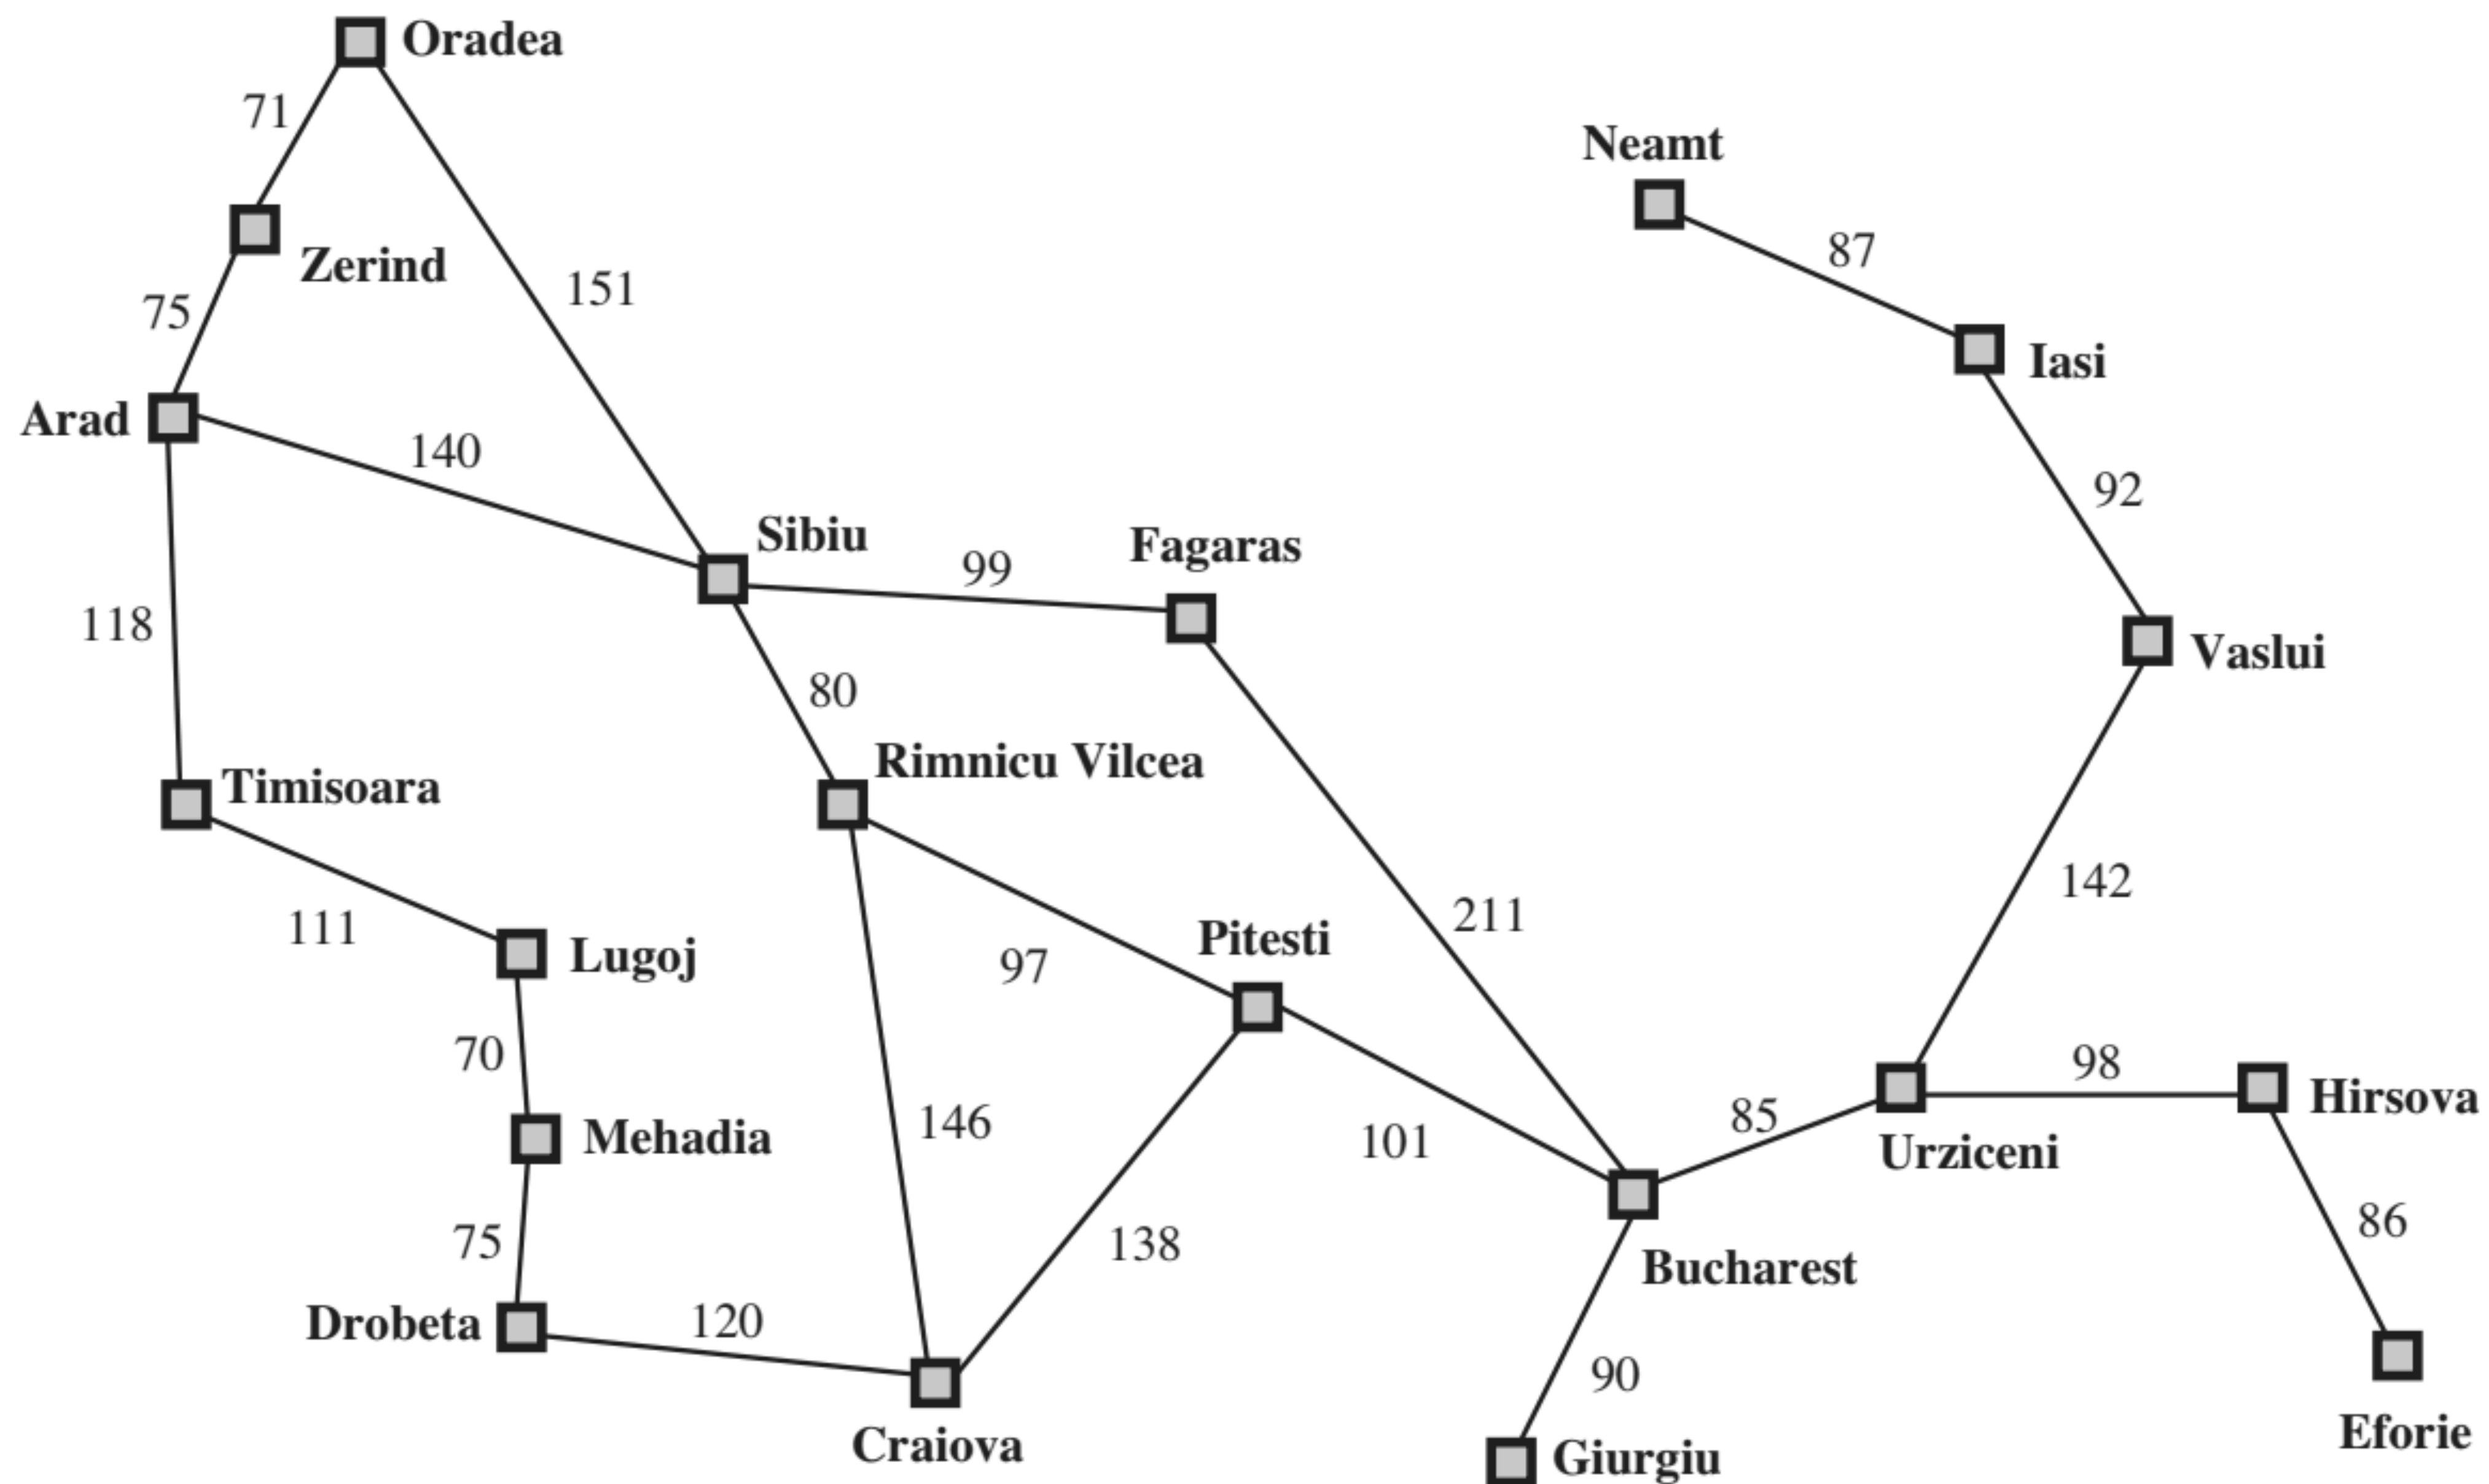 Oradea
71
Neamt
87
Zerind
151
75
Iasi
Arad
140
92
Sibiu
Fagaras
99
118
Vaslui
80
Rimnicu Vilcea
Timisoara
142
211
111
Lugoj
97
Pitesti
70
98
Hirsova
146
85
Mehadia
101
Urziceni
86
75
138
Bucharest
Drobeta
120
90
Craiova
Giurgiu
Eforie